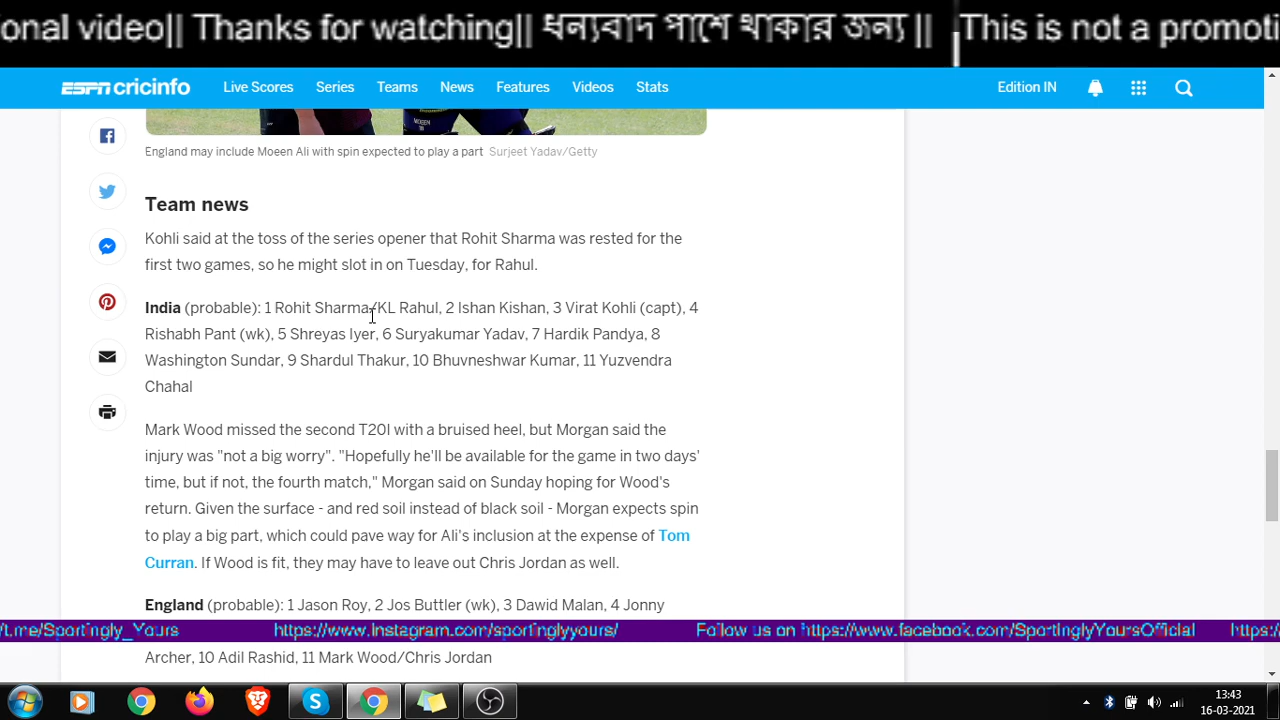 onal video|| Thanks for watching|| ধন্যবাদ পাশে থাকার জন্য || This is not a promoti
ESPN cricinfo Live Scores Series Teams News Features Videos Stats Edition IN
England may include Moeen Ali with spin expected to play a part Surjeet Yadav/Getty
Team news
Kohli said at the toss of the series opener that Rohit Sharma was rested for the
first two games, so he might slot in on Tuesday, for Rahul.
India (probable): 1 Rohit Sharma/KL Rahul, 2 Ishan Kishan, 3 Virat Kohli (capt), 4
Rishabh Pant (wk), 5 Shreyas Iyer, 6 Suryakumar Yadav, 7 Hardik Pandya, 8
Washington Sundar, 9 Shardul Thakur, 10 Bhuvneshwar Kumar, 11 Yuzvendra
Chahal
Mark Wood missed the second T20I with a bruised heel, but Morgan said the
injury was "not a big worry". "Hopefully he'll be available for the game in two days'
time, but if not, the fourth match," Morgan said on Sunday hoping for Wood's
return. Given the surface - and red soil instead of black soil - Morgan expects spin
to play a big part, which could pave way for Ali's inclusion at the expense of Tom
Curran. If Wood is fit, they may have to leave out Chris Jordan as well.
England (probable): 1 Jason Roy, 2 Jos Buttler (wk), 3 Dawid Malan, 4 Jonny
/t.me/Sportingly_Yours https://www.instagram.com/sportinglyyours/ Follow us on https://www.facebook.com/SportinglyYoursOfficial https:/
Archer, 10 Adil Rashid, 11 Mark Wood/Chris Jordan
13:43
16-03-2021